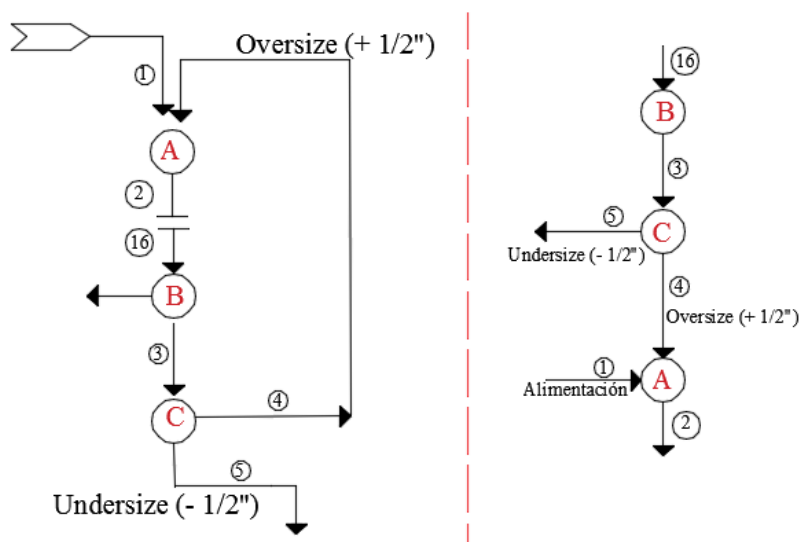 Oversize (+ 1/2")
1
A
2
16
B
3
C
4
5
Undersize (- 1/2")
16
B
3
5
C
Undersize (- 1/2")
4
Oversize (+ 1/2")
1
Alimentación
A
2